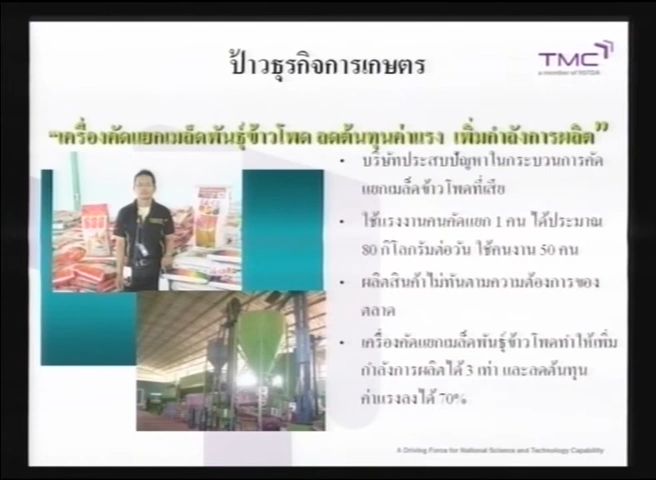 ป้าวธุรกิจการเกษตร
TMC
a member of NSTDA
“เครื่องคัดแยกเมล็ดพันธุ์ข้าวโพด ลดต้นทุนค่าแรง เพิ่มกำลังการผลิต”
• บริษัทประสบปัญหาในกระบวนการคัด
แยกเมล็ดข้าวโพดที่เสีย
• ใช้แรงงานคนคัดแยก 1 คน ได้ประมาณ
80 กิโลกรัมต่อวัน ใช้คนงาน 50 คน
• ผลิตสินค้าไม่ทันตามความต้องการของ
ตลาด
• เครื่องคัดแยกเมล็ดพันธุ์ข้าวโพดทำให้เพิ่ม
กำลังการผลิตได้ 3 เท่า และลดต้นทุน
ค่าแรงลงได้ 70%
A Driving Force for National Science and Technology Capability